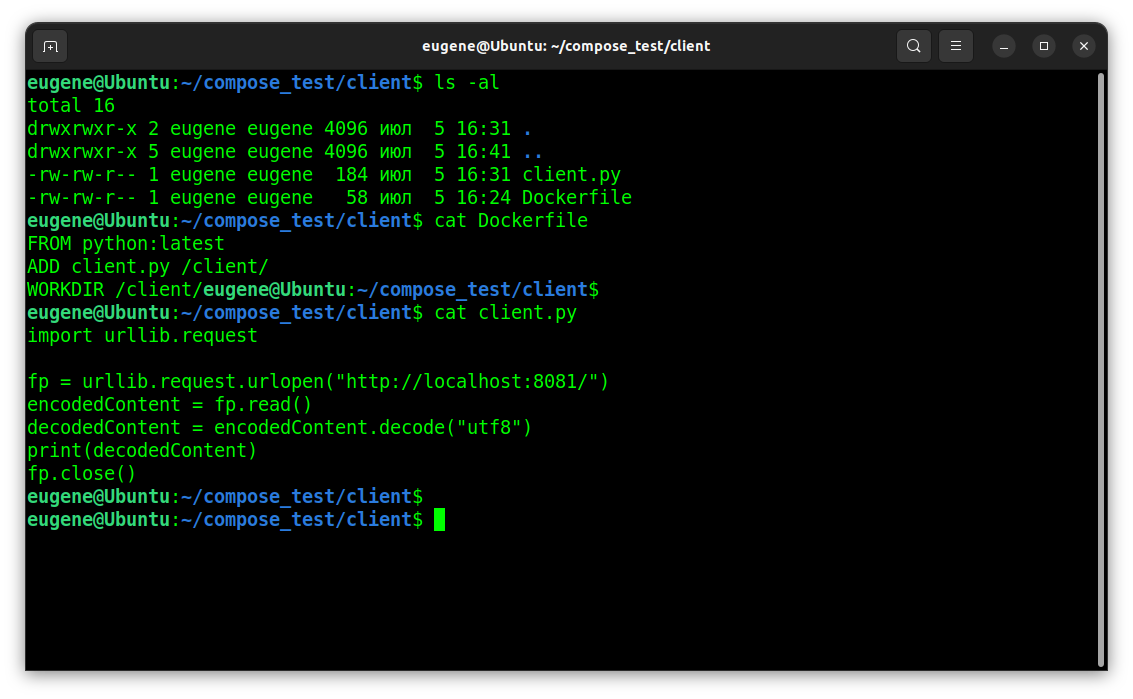 eugene@Ubuntu: ~/compose_test/client
eugene@Ubuntu:~/compose_test/client$ ls -al
total 16
drwxrwxr-x 2 eugene eugene 4096 июл  5 16:31 .
drwxrwxr-x 5 eugene eugene 4096 июл  5 16:41 ..
-rw-rw-r-- 1 eugene eugene  184 июл  5 16:31 client.py
-rw-rw-r-- 1 eugene eugene   58 июл  5 16:24 Dockerfile
eugene@Ubuntu:~/compose_test/client$ cat Dockerfile
FROM python:latest
ADD client.py /client/
WORKDIR /client/eugene@Ubuntu:~/compose_test/client$
eugene@Ubuntu:~/compose_test/client$ cat client.py
import urllib.request

fp = urllib.request.urlopen("http://localhost:8081/")
encodedContent = fp.read()
decodedContent = encodedContent.decode("utf8")
print(decodedContent)
fp.close()
eugene@Ubuntu:~/compose_test/client$
eugene@Ubuntu:~/compose_test/client$